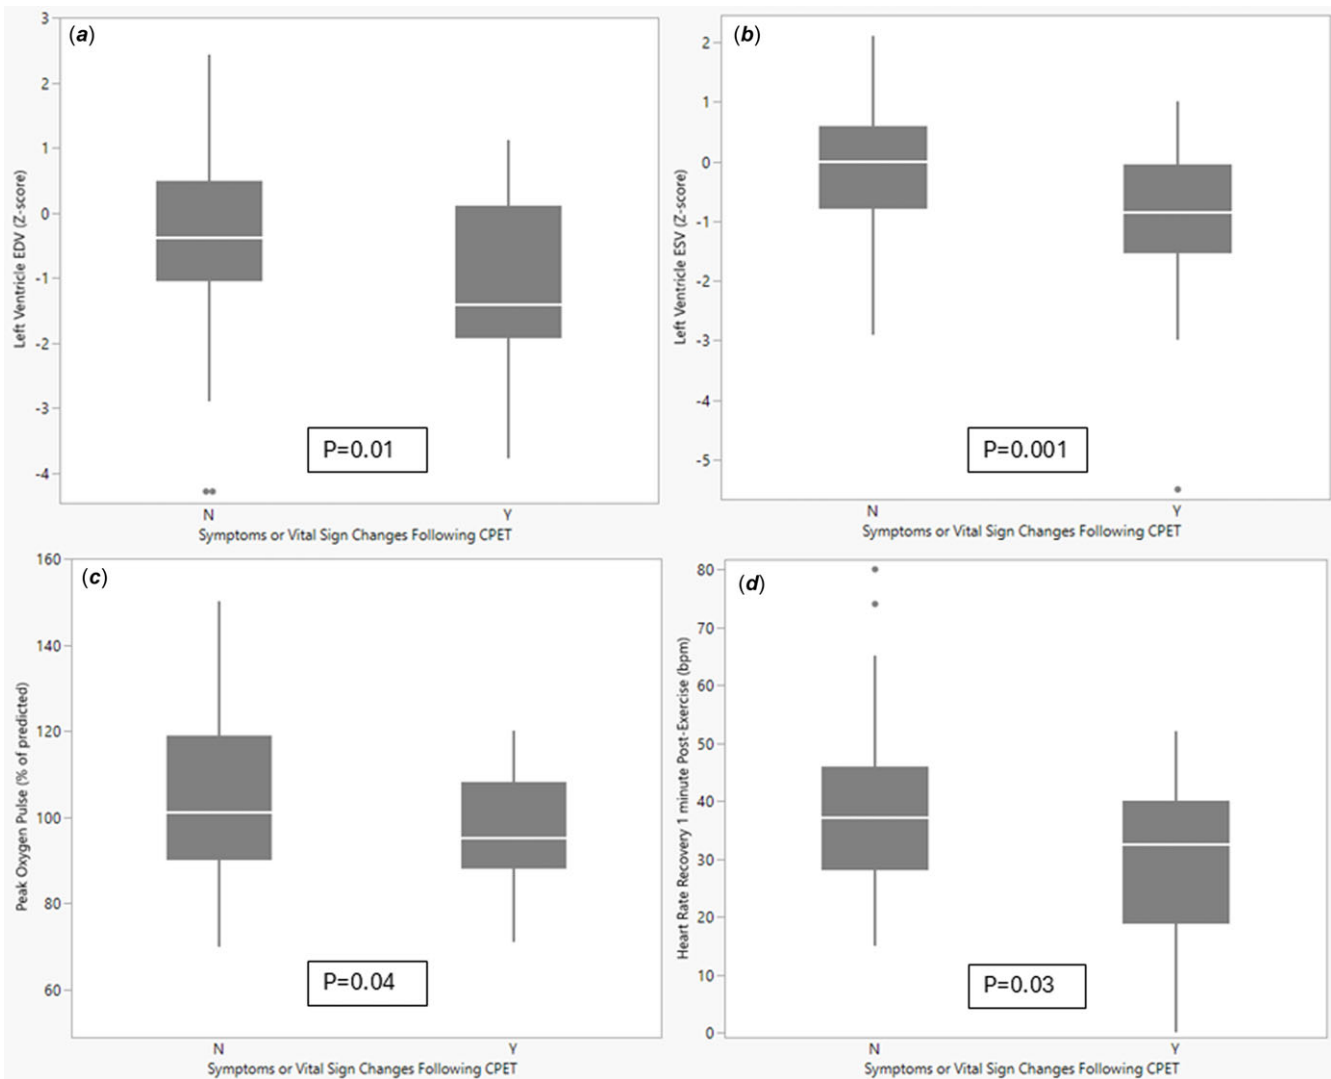 (a)
Left Ventricle EDV (Z-score)
3
2
1
0
-1
-2
-3
-4
P=0.01
N Y
Symptoms or Vital Sign Changes Following CPET
(b)
Left Ventricle ESV (Z-score)
2
1
0
-1
-2
-3
-4
-5
P=0.001
N Y
Symptoms or Vital Sign Changes Following CPET
(c)
Peak Oxygen Pulse (% of predicted)
160
140
120
100
80
60
P=0.04
N Y
Symptoms or Vital Sign Changes Following CPET
(d)
Heart Rate Recovery 1 minute Post-Exercise (bpm)
80
70
60
50
40
30
20
10
0
P=0.03
N Y
Symptoms or Vital Sign Changes Following CPET